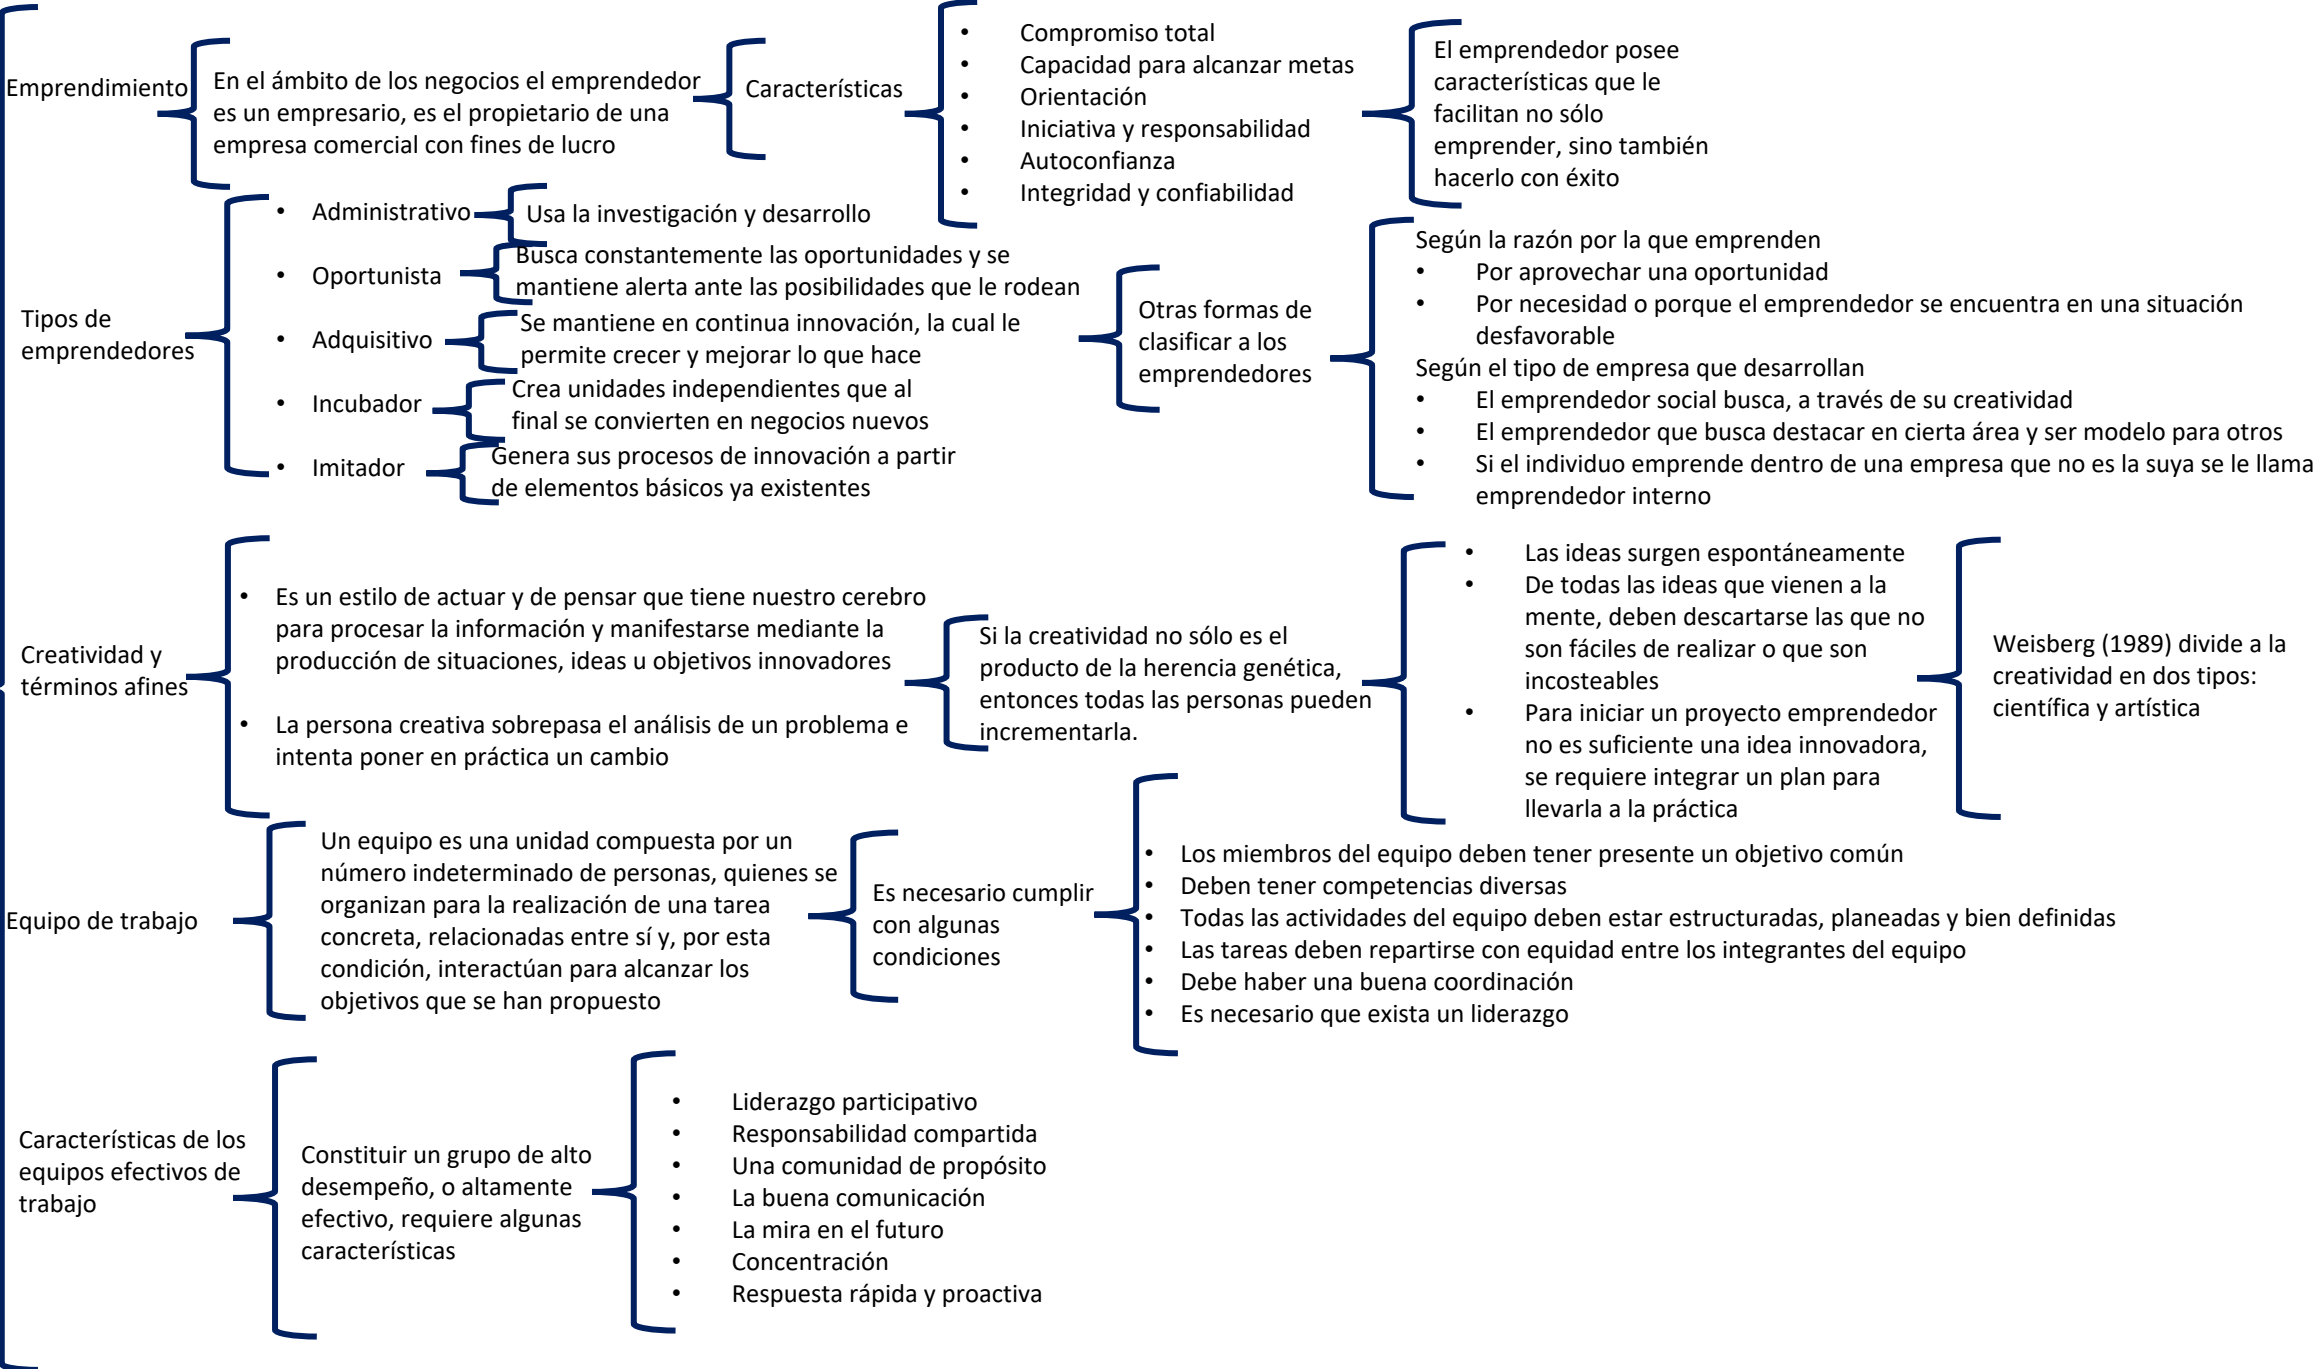 Emprendimiento
En el ámbito de los negocios el emprendedor
es un empresario, es el propietario de una
empresa comercial con fines de lucro
Características
• Compromiso total
• Capacidad para alcanzar metas
• Orientación
• Iniciativa y responsabilidad
• Autoconfianza
• Integridad y confiabilidad
El emprendedor posee
características que le
facilitan no sólo
emprender, sino también
hacerlo con éxito
Tipos de
emprendedores
• Administrativo
Usa la investigación y desarrollo
• Oportunista
Busca constantemente las oportunidades y se
mantiene alerta ante las posibilidades que le rodean
• Adquisitivo
Se mantiene en continua innovación, la cual le
permite crecer y mejorar lo que hace
• Incubador
Crea unidades independientes que al
final se convierten en negocios nuevos
• Imitador
Genera sus procesos de innovación a partir
de elementos básicos ya existentes
Otras formas de
clasificar a los
emprendedores
Según la razón por la que emprenden
• Por aprovechar una oportunidad
• Por necesidad o porque el emprendedor se encuentra en una situación
desfavorable
Según el tipo de empresa que desarrollan
• El emprendedor social busca, a través de su creatividad
• El emprendedor que busca destacar en cierta área y ser modelo para otros
• Si el individuo emprende dentro de una empresa que no es la suya se le llama
emprendedor interno
Creatividad y
términos afines
• Es un estilo de actuar y de pensar que tiene nuestro cerebro
para procesar la información y manifestarse mediante la
producción de situaciones, ideas u objetivos innovadores
• La persona creativa sobrepasa el análisis de un problema e
intenta poner en práctica un cambio
Si la creatividad no sólo es el
producto de la herencia genética,
entonces todas las personas pueden
incrementarla.
• Las ideas surgen espontáneamente
• De todas las ideas que vienen a la
mente, deben descartarse las que no
son fáciles de realizar o que son
incosteables
• Para iniciar un proyecto emprendedor
no es suficiente una idea innovadora,
se requiere integrar un plan para
llevarla a la práctica
Weisberg (1989) divide a la
creatividad en dos tipos:
científica y artística
Equipo de trabajo
Un equipo es una unidad compuesta por un
número indeterminado de personas, quienes se
organizan para la realización de una tarea
concreta, relacionadas entre sí y, por esta
condición, interactúan para alcanzar los
objetivos que se han propuesto
Es necesario cumplir
con algunas
condiciones
• Los miembros del equipo deben tener presente un objetivo común
• Deben tener competencias diversas
• Todas las actividades del equipo deben estar estructuradas, planeadas y bien definidas
• Las tareas deben repartirse con equidad entre los integrantes del equipo
• Debe haber una buena coordinación
• Es necesario que exista un liderazgo
Características de los
equipos efectivos de
trabajo
Constituir un grupo de alto
desempeño, o altamente
efectivo, requiere algunas
características
• Liderazgo participativo
• Responsabilidad compartida
• Una comunidad de propósito
• La buena comunicación
• La mira en el futuro
• Concentración
• Respuesta rápida y proactiva